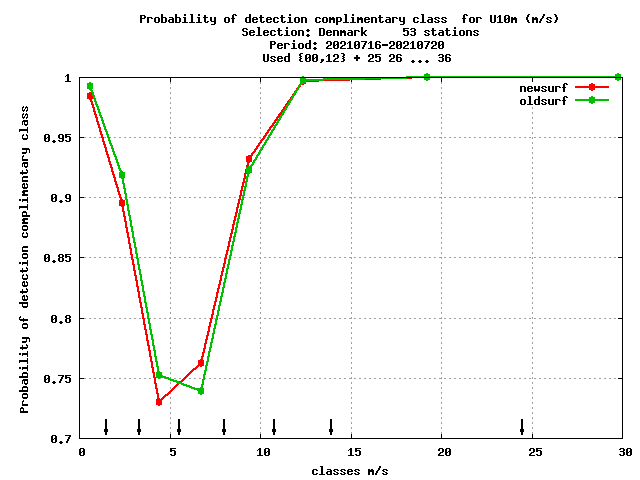 Probability of detection complimentary class  for U10m (m/s)
Selection: Denmark     53 stations
Period: 20210716-20210720
Used {00,12} + 25 26 ... 36
newsurf
oldsurf
Probability of detection complimentary class
1
0.95
0.9
0.85
0.8
0.75
0.7
0 5 10 15 20 25 30
classes m/s